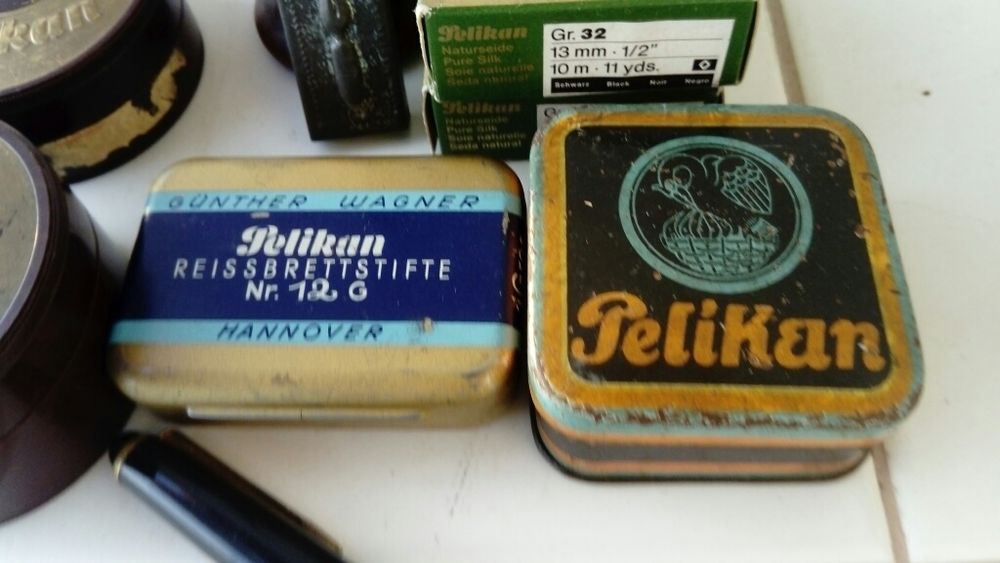 Pelikan
Naturseide
Pure Silk
Soie naturelle
Seda natural
Gr. 32
13 mm · 1/2"
10 m · 11 yds.
Schwarz Black Noir Negro
Pelikan
Naturseide
Pure Silk
Soie naturelle
Seda natural
GÜNTHER WAGNER
Pelikan
REISSBRETTSTIFTE
Nr. 12 G
HANNOVER
Pelikan